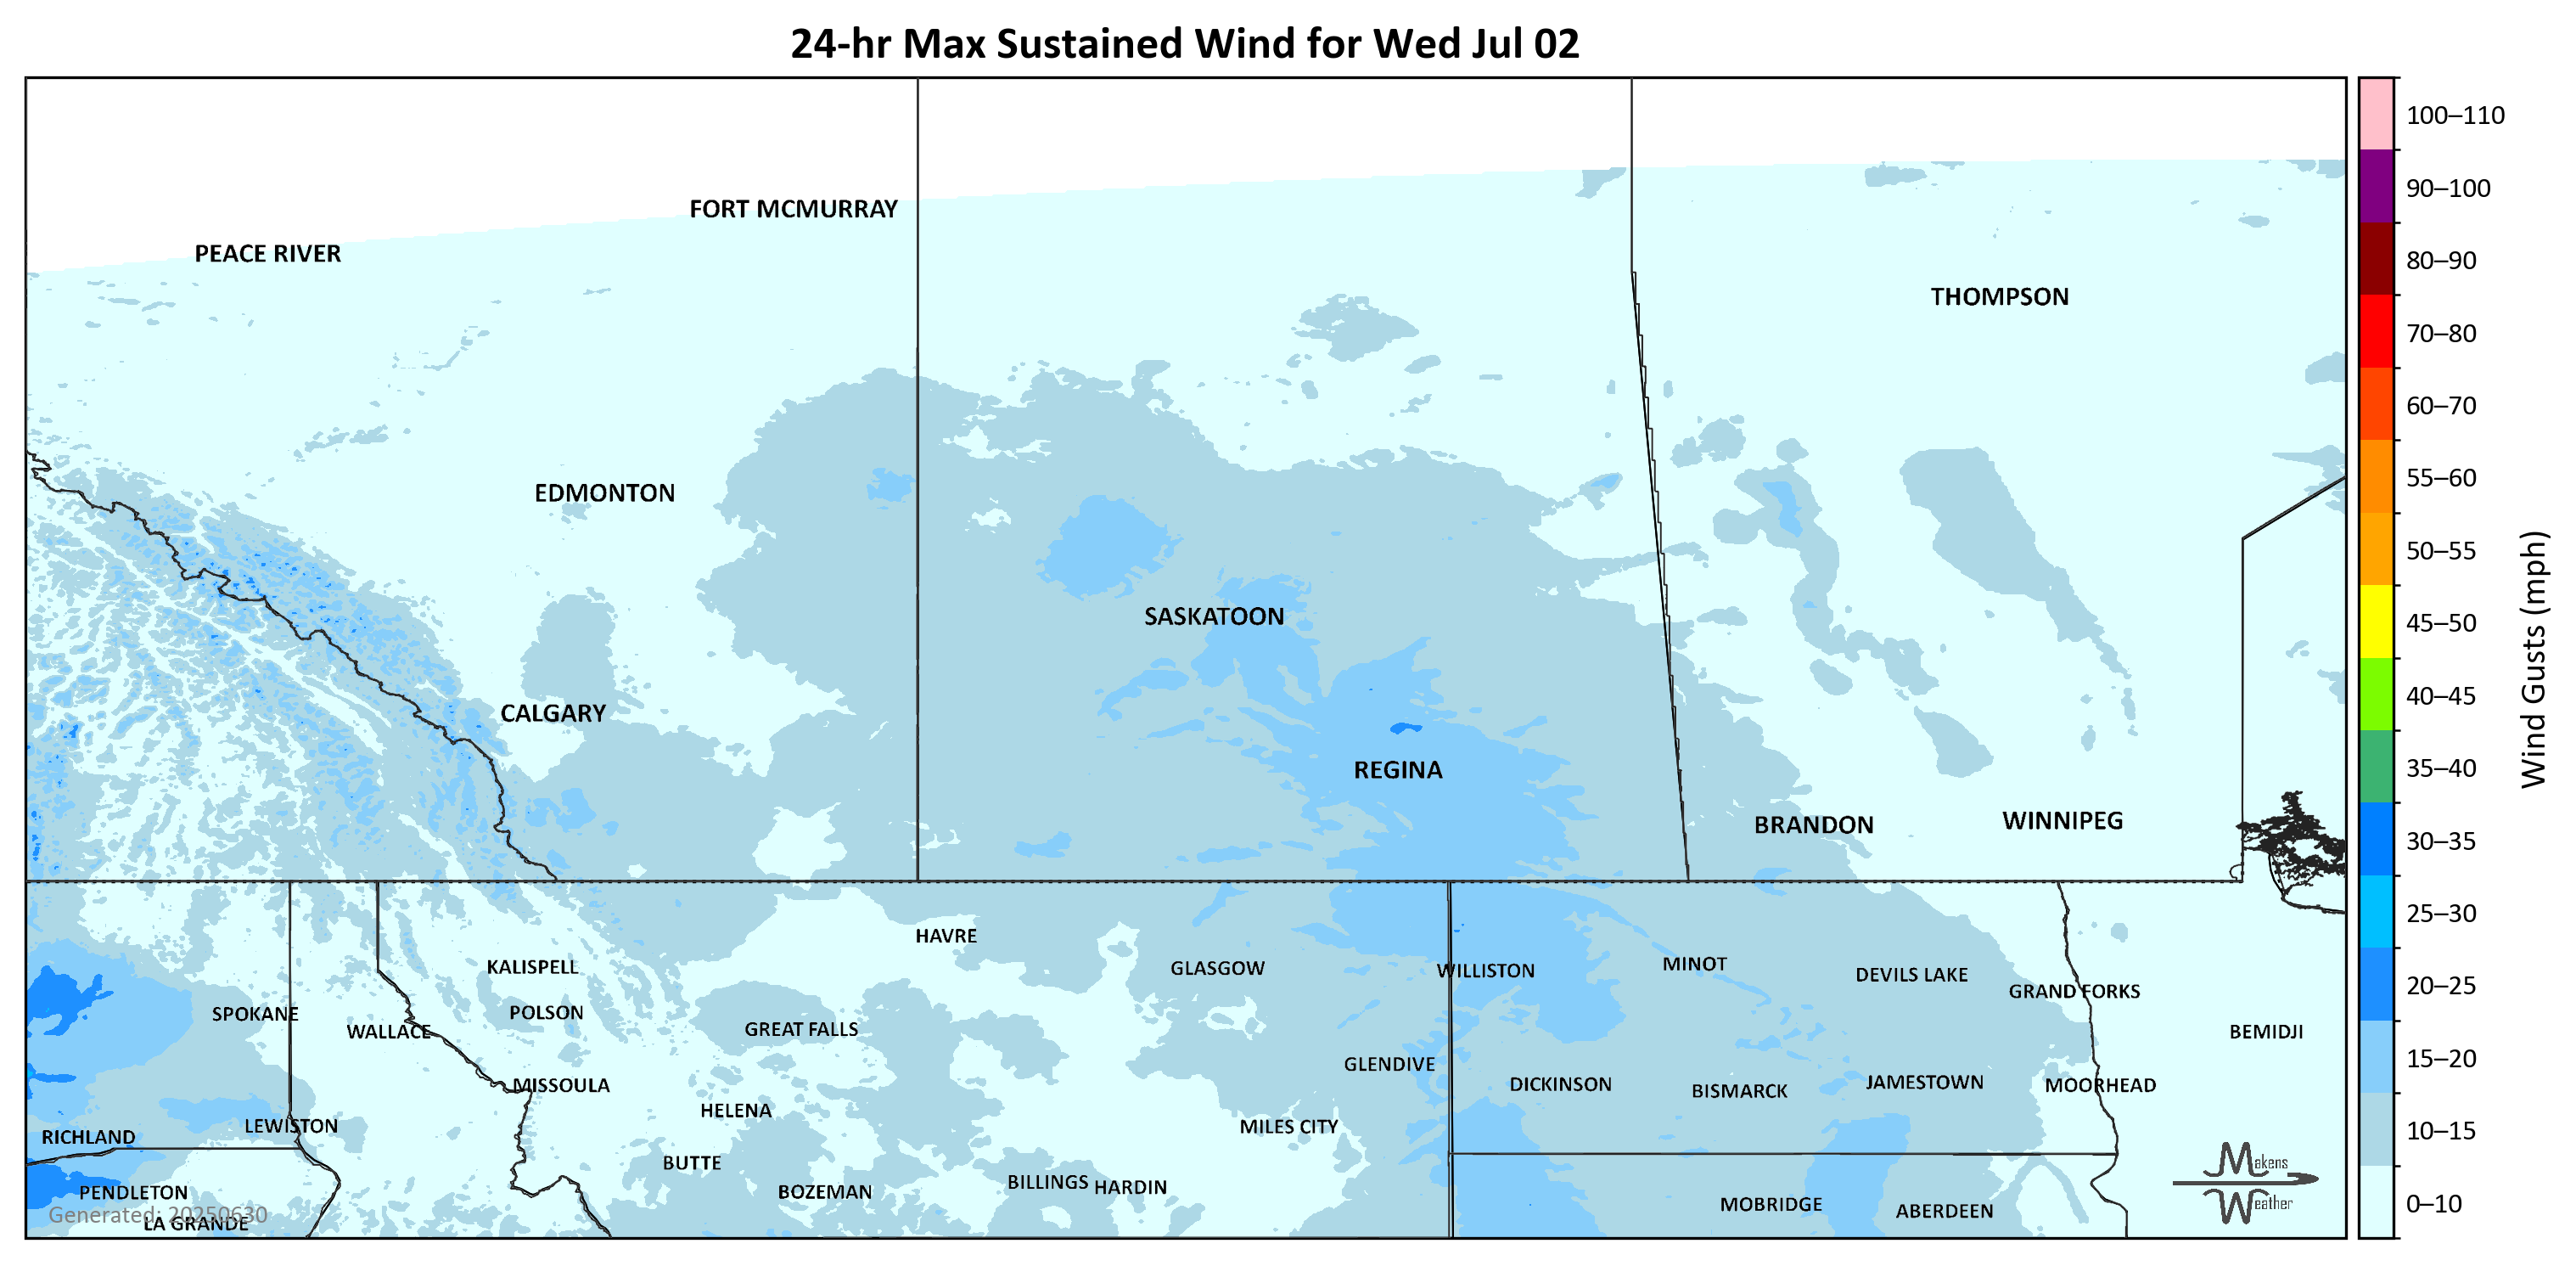 24-hr Max Sustained Wind for Wed Jul 02
100–110
FORT MCMURRAY
90–100
PEACE RIVER
80–90
THOMPSON
70–80
60–70
EDMONTON
55–60
50–55
SASKATOON
45–50
Wind Gusts (mph)
CALGARY
40–45
REGINA
35–40
BRANDON
WINNIPEG
30–35
HAVRE
25–30
KALISPELL
GLASGOW
WILLISTON
MINOT
DEVILS LAKE
20–25
GRAND FORKS
SPOKANE
POLSON
WALLACE
GREAT FALLS
BEMIDJI
15–20
GLENDIVE
MISSOULA
DICKINSON
BISMARCK
JAMESTOWN
MOORHEAD
HELENA
LEWISTON
MILES CITY
10–15
RICHLAND
BUTTE
Makens
PENDLETON
BOZEMAN
BILLINGS
HARDIN
MOBRIDGE
ABERDEEN
Weather
0–10
Generated: 20250630
LA GRANDE